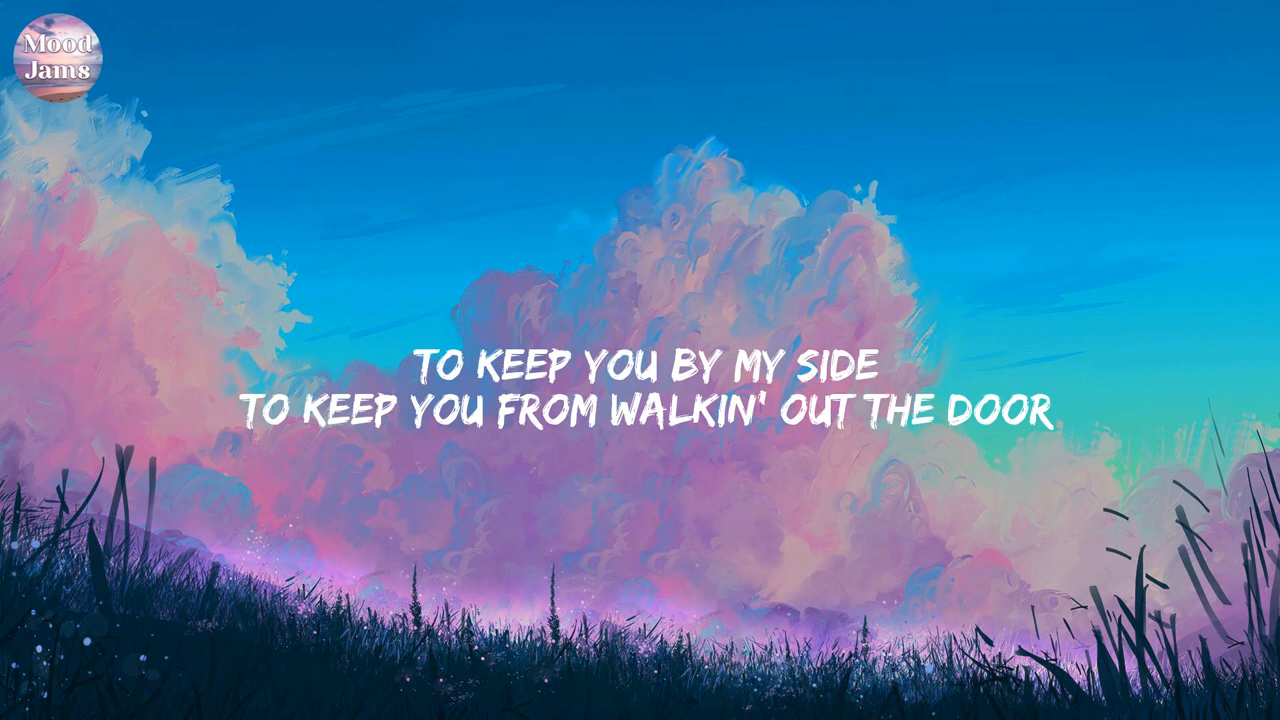 Mood
Jams
TO KEEP YOU BY MY SIDE
TO KEEP YOU FROM WALKIN' OUT THE DOOR